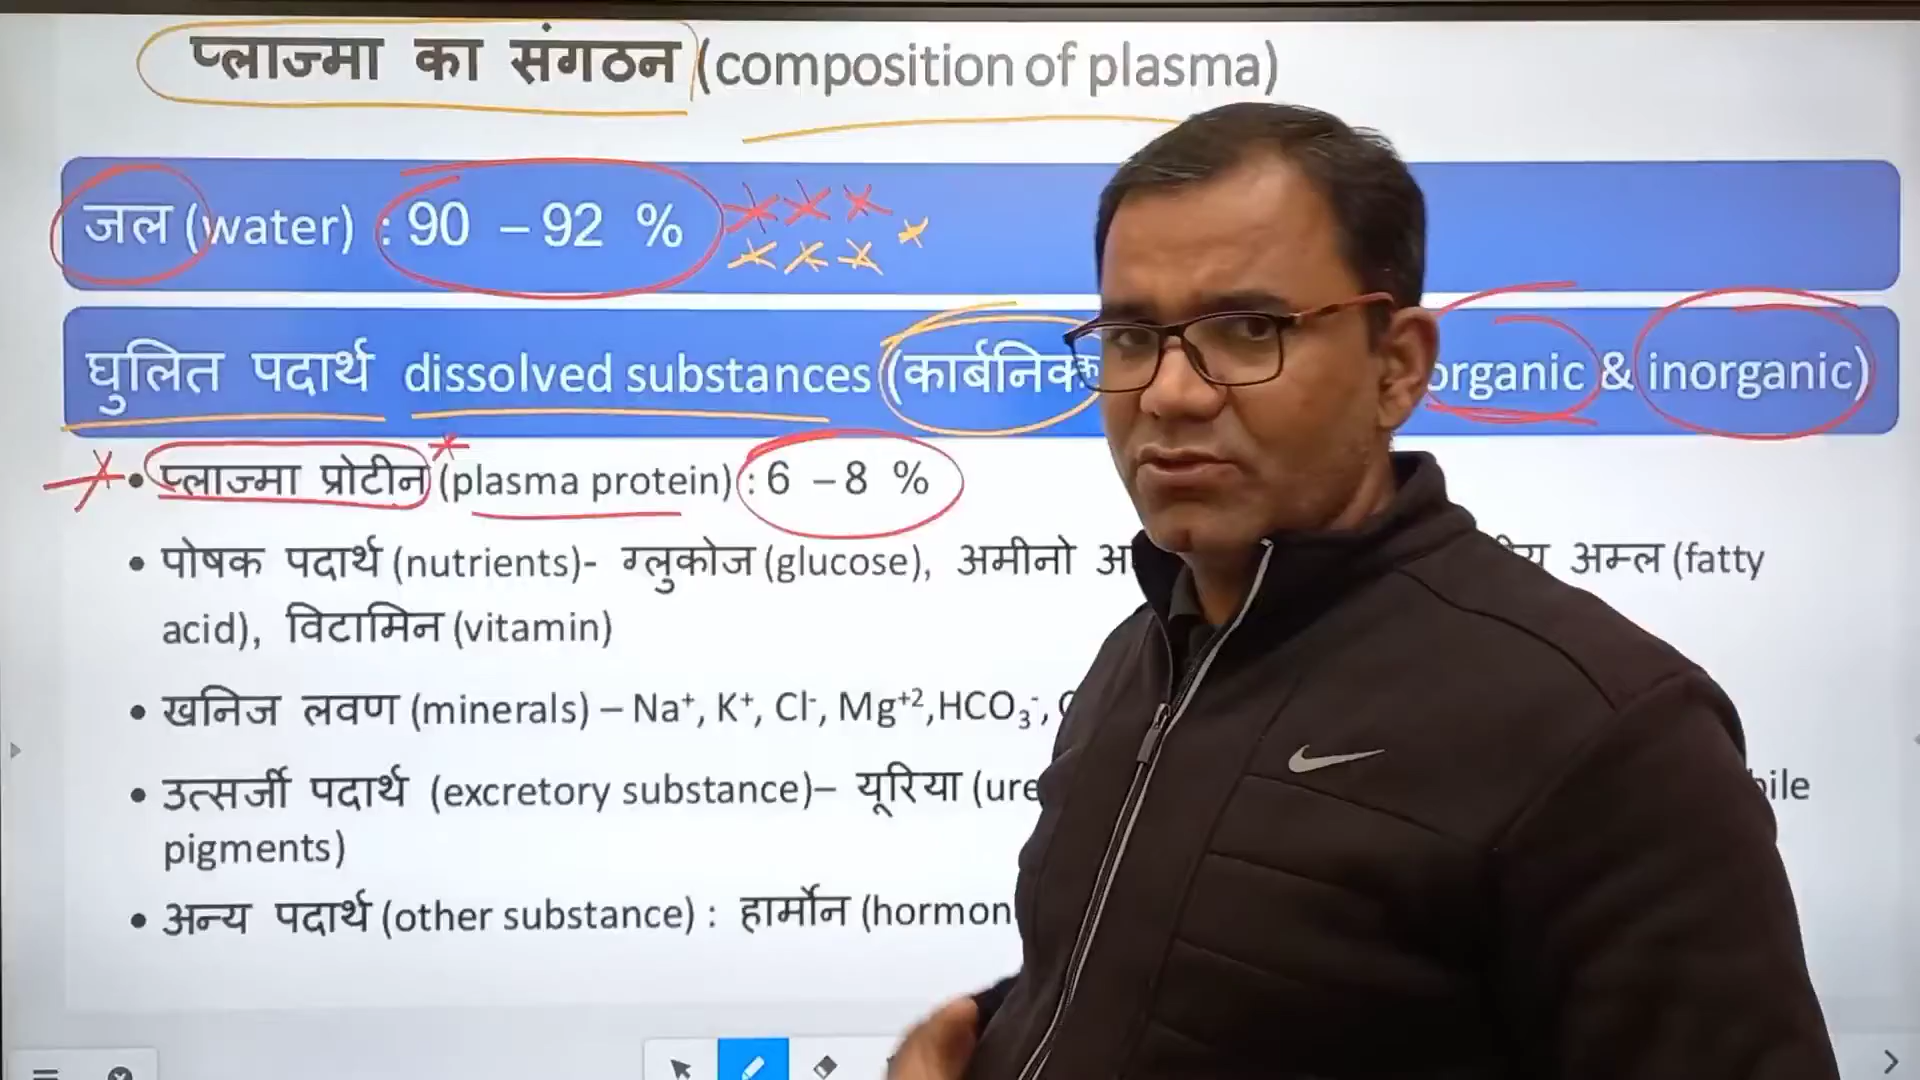 प्लाज्मा का संगठन (composition of plasma)
जल (water) : 90 – 92 %
घुलित पदार्थ dissolved substances (कार्बनिक organic & inorganic)
• प्लाज्मा प्रोटीन (plasma protein) : 6 – 8 %
• पोषक पदार्थ (nutrients)- ग्लुकोज (glucose), अमीनो अम्ल (fatty
acid), विटामिन (vitamin)
• खनिज लवण (minerals) – Na⁺, K⁺, Cl⁻, Mg⁺²,HCO₃⁻,
• उत्सर्जी पदार्थ (excretory substance)– यूरिया bile
pigments)
• अन्य पदार्थ (other substance) : हार्मोन (hormon